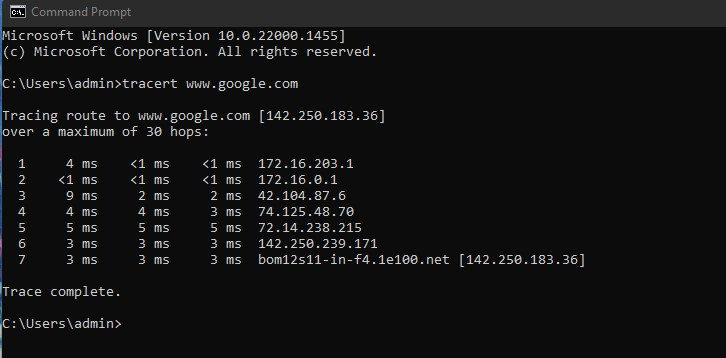 Command Prompt
Microsoft Windows [Version 10.0.22000.1455]
(c) Microsoft Corporation. All rights reserved.
C:\Users\admin>tracert www.google.com
Tracing route to www.google.com [142.250.183.36]
over a maximum of 30 hops:
1 4 ms <1 ms <1 ms 172.16.203.1
2 <1 ms <1 ms <1 ms 172.16.0.1
3 9 ms 2 ms 2 ms 42.104.87.6
4 4 ms 4 ms 3 ms 74.125.48.70
5 5 ms 5 ms 5 ms 72.14.238.215
6 3 ms 3 ms 3 ms 142.250.239.171
7 3 ms 3 ms 3 ms bom12s11-in-f4.1e100.net [142.250.183.36]
Trace complete.
C:\Users\admin>